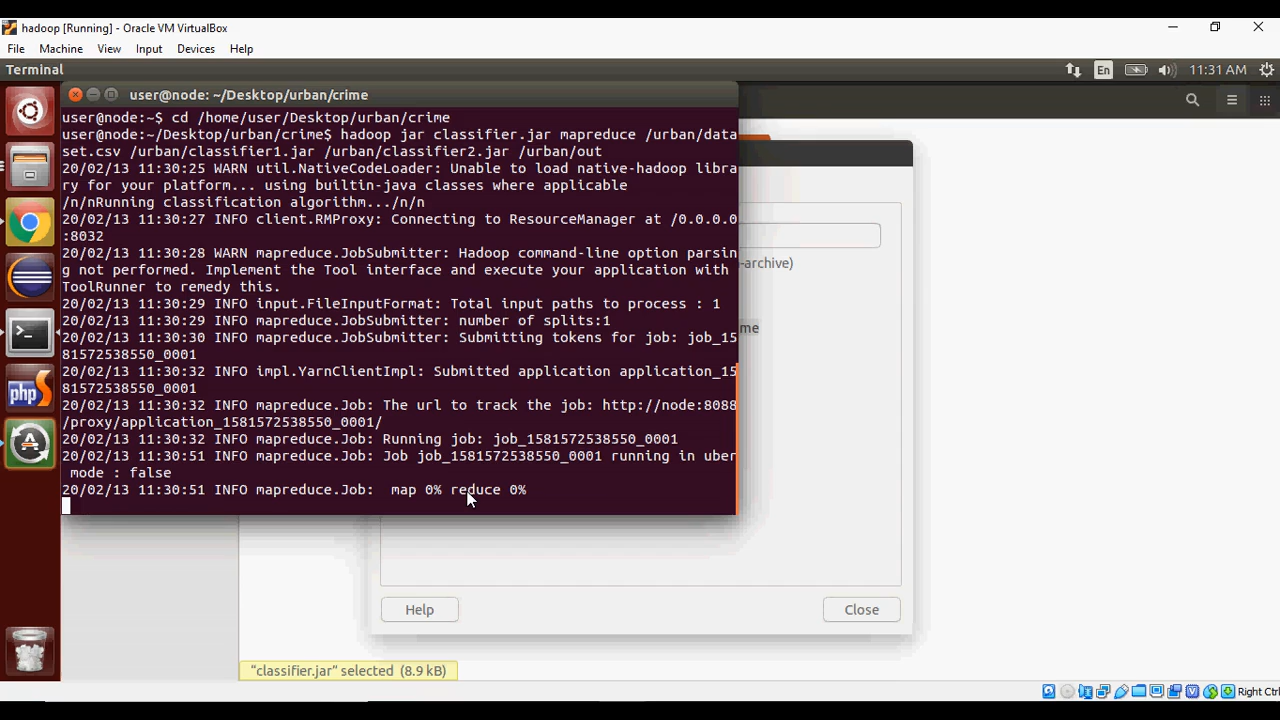 hadoop [Running] - Oracle VM VirtualBox
File Machine View Input Devices Help
Terminal
En
11:31 AM
user@node: ~/Desktop/urban/crime
user@node:~$ cd /home/user/Desktop/urban/crime
user@node:~/Desktop/urban/crime$ hadoop jar classifier.jar mapreduce /urban/data
set.csv /urban/classifier1.jar /urban/classifier2.jar /urban/out
20/02/13 11:30:25 WARN util.NativeCodeLoader: Unable to load native-hadoop libra
ry for your platform... using builtin-java classes where applicable
/n/nRunning classification algorithm.../n/n
20/02/13 11:30:27 INFO client.RMProxy: Connecting to ResourceManager at /0.0.0.0
:8032
20/02/13 11:30:28 WARN mapreduce.JobSubmitter: Hadoop command-line option parsin
g not performed. Implement the Tool interface and execute your application with
ToolRunner to remedy this.
20/02/13 11:30:29 INFO input.FileInputFormat: Total input paths to process : 1
20/02/13 11:30:29 INFO mapreduce.JobSubmitter: number of splits:1
20/02/13 11:30:30 INFO mapreduce.JobSubmitter: Submitting tokens for job: job_15
81572538550_0001
20/02/13 11:30:32 INFO impl.YarnClientImpl: Submitted application application_15
81572538550_0001
20/02/13 11:30:32 INFO mapreduce.Job: The url to track the job: http://node:8088
/proxy/application_1581572538550_0001/
20/02/13 11:30:32 INFO mapreduce.Job: Running job: job_1581572538550_0001
20/02/13 11:30:51 INFO mapreduce.Job: Job job_1581572538550_0001 running in uber
mode : false
20/02/13 11:30:51 INFO mapreduce.Job: map 0% reduce 0%
-archive)
me
php
Help
Close
"classifier.jar" selected (8.9 kB)
Right Ctrl